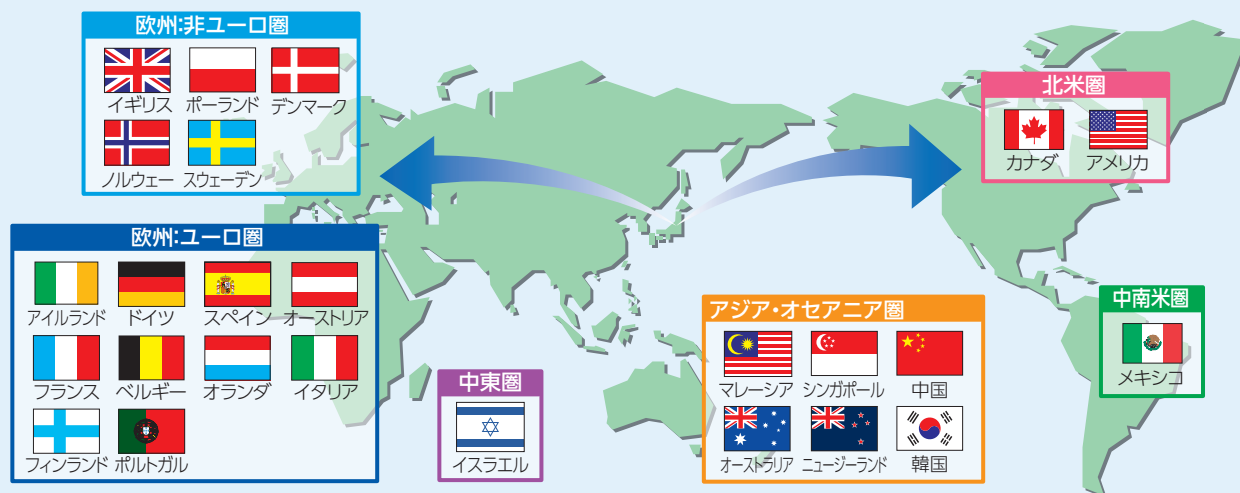 欧州:非ユーロ圏
イギリス ポーランド デンマーク
ノルウェー スウェーデン
欧州:ユーロ圏
アイルランド ドイツ スペイン オーストリア
フランス ベルギー オランダ イタリア
フィンランド ポルトガル
中東圏
イスラエル
アジア・オセアニア圏
マレーシア シンガポール 中国
オーストラリア ニュージーランド 韓国
北米圏
カナダ アメリカ
中南米圏
メキシコ